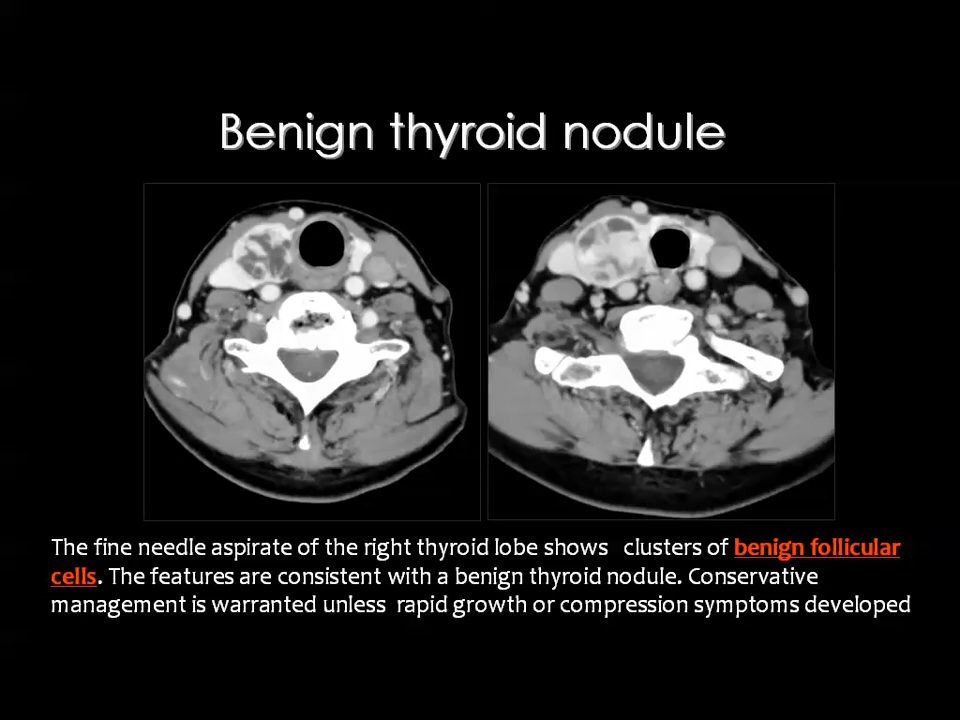 Benign thyroid nodule
The fine needle aspirate of the right thyroid lobe shows clusters of benign follicular
cells. The features are consistent with a benign thyroid nodule. Conservative
management is warranted unless rapid growth or compression symptoms developed